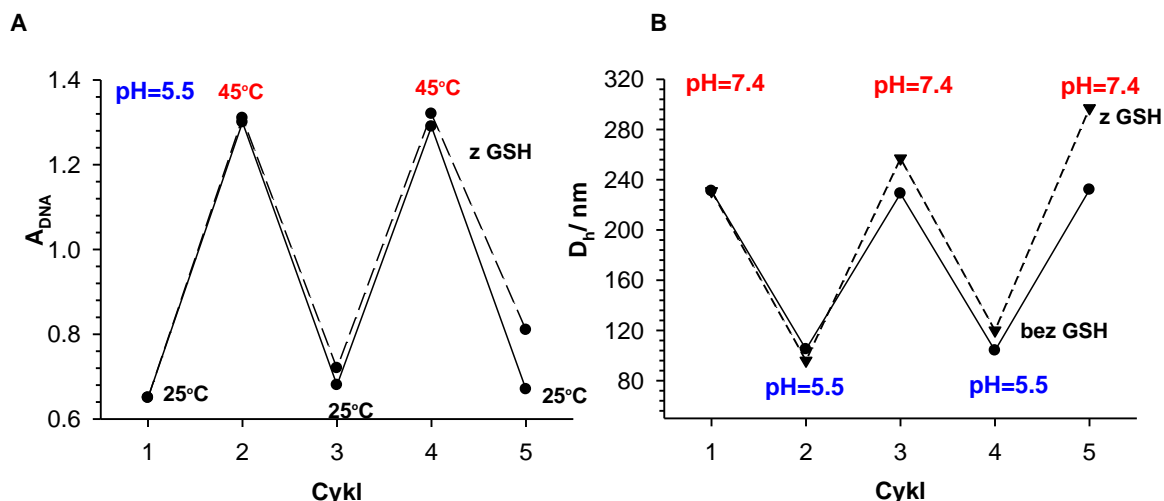 A
1.4
1.2
1.0
0.8
0.6
A_DNA
pH=5.5
45°C
45°C
z GSH
25°C
25°C
25°C
1 2 3 4 5
Cykl
B
320
280
240
200
160
120
80
D_h/ nm
pH=7.4
pH=7.4
pH=7.4
z GSH
bez GSH
pH=5.5
pH=5.5
1 2 3 4 5
Cykl